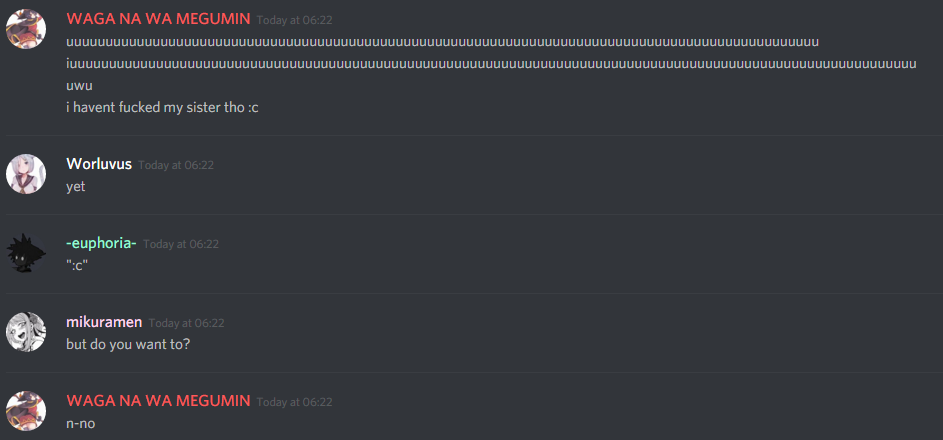 WAGA NA WA MEGUMIN Today at 06:22
uuuuuuuuuuuuuuuuuuuuuuuuuuuuuuuuuuuuuuuuuuuuuuuuuuuuuuuuuuuuuuuuuuuuuuuuuuuuuuuuuuuuuuuuuuuuuuuu
iuuuuuuuuuuuuuuuuuuuuuuuuuuuuuuuuuuuuuuuuuuuuuuuuuuuuuuuuuuuuuuuuuuuuuuuuuuuuuuuuuuuuuuuuuuuuuuuuuuuuuuuuuuu
uwu
i havent fucked my sister tho :c
Worluvus Today at 06:22
yet
-euphoria- Today at 06:22
":c"
mikuramen Today at 06:22
but do you want to?
WAGA NA WA MEGUMIN Today at 06:22
n-no